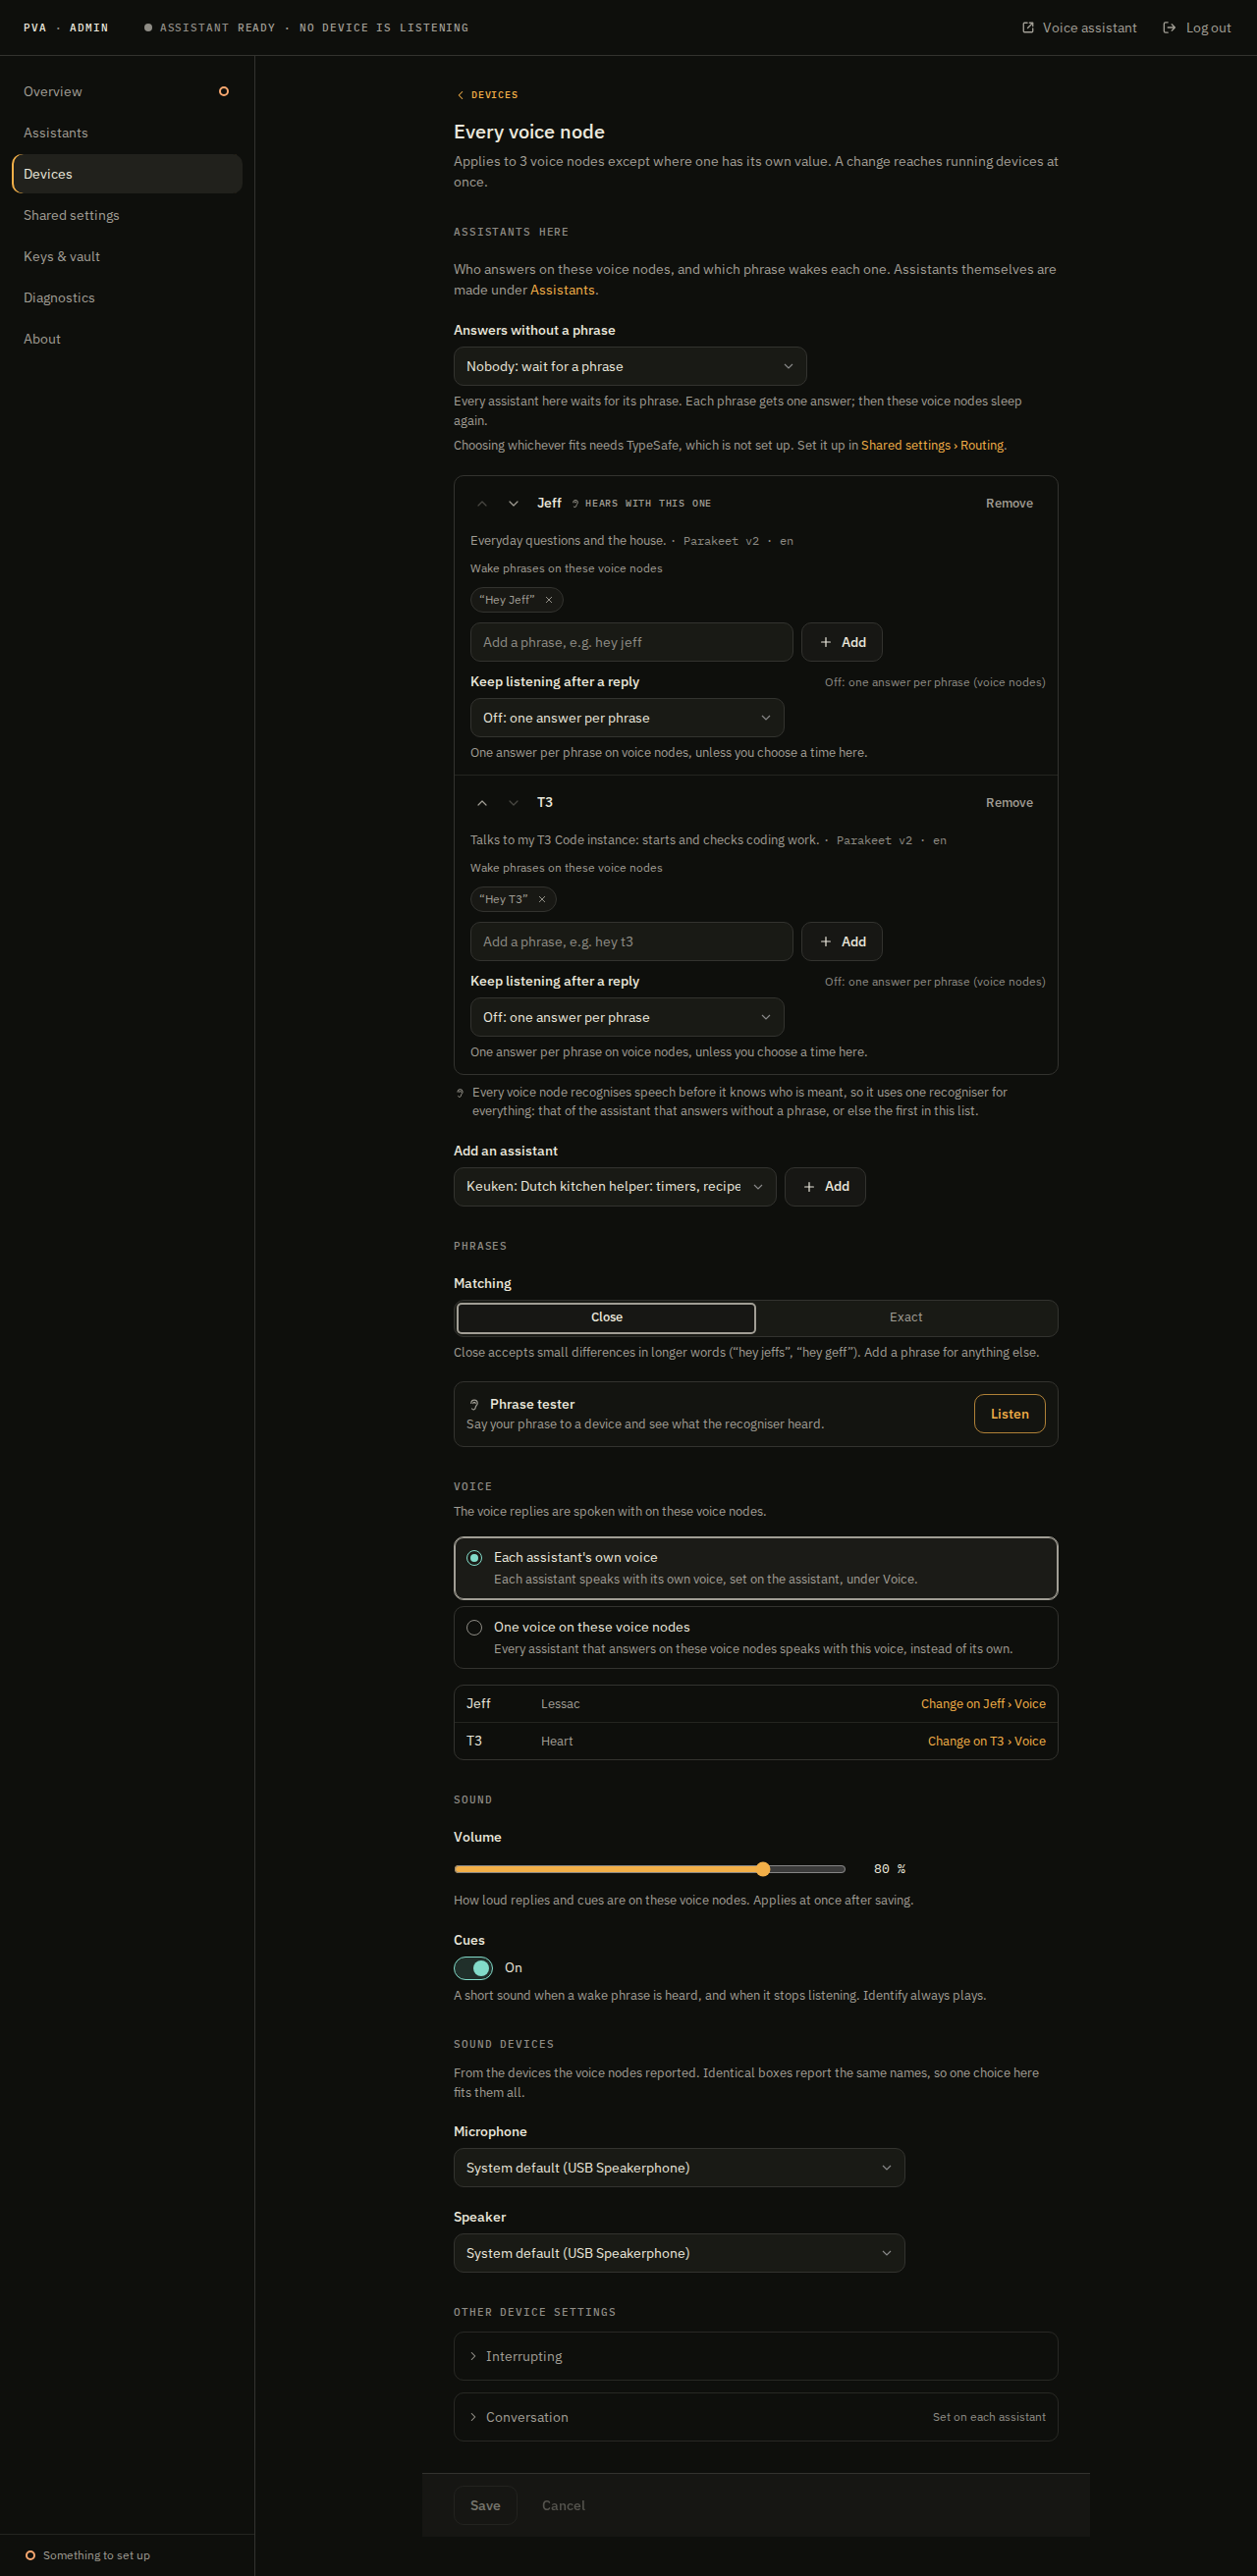 PVA · ADMIN
ASSISTANT READY · NO DEVICE IS LISTENING
Voice assistant
Log out
Overview
Assistants
Devices
Shared settings
Keys & vault
Diagnostics
About
Something to set up
DEVICES
Every voice node
Applies to 3 voice nodes except where one has its own value. A change reaches running devices at
once.
ASSISTANTS HERE
Who answers on these voice nodes, and which phrase wakes each one. Assistants themselves are
made under Assistants.
Answers without a phrase
Nobody: wait for a phrase
Every assistant here waits for its phrase. Each phrase gets one answer; then these voice nodes sleep
again.
Choosing whichever fits needs TypeSafe, which is not set up. Set it up in Shared settings › Routing.
Jeff HEARS WITH THIS ONE Remove
Everyday questions and the house. · Parakeet v2 · en
Wake phrases on these voice nodes
“Hey Jeff”
Add a phrase, e.g. hey jeff Add
Keep listening after a reply Off: one answer per phrase (voice nodes)
Off: one answer per phrase
One answer per phrase on voice nodes, unless you choose a time here.
T3 Remove
Talks to my T3 Code instance: starts and checks coding work. · Parakeet v2 · en
Wake phrases on these voice nodes
“Hey T3”
Add a phrase, e.g. hey t3 Add
Keep listening after a reply Off: one answer per phrase (voice nodes)
Off: one answer per phrase
One answer per phrase on voice nodes, unless you choose a time here.
Every voice node recognises speech before it knows who is meant, so it uses one recogniser for
everything: that of the assistant that answers without a phrase, or else the first in this list.
Add an assistant
Keuken: Dutch kitchen helper: timers, recipe Add
PHRASES
Matching
Close Exact
Close accepts small differences in longer words (“hey jeffs”, “hey geff”). Add a phrase for anything else.
Phrase tester
Say your phrase to a device and see what the recogniser heard.
Listen
VOICE
The voice replies are spoken with on these voice nodes.
Each assistant's own voice
Each assistant speaks with its own voice, set on the assistant, under Voice.
One voice on these voice nodes
Every assistant that answers on these voice nodes speaks with this voice, instead of its own.
Jeff Lessac Change on Jeff › Voice
T3 Heart Change on T3 › Voice
SOUND
Volume
80 %
How loud replies and cues are on these voice nodes. Applies at once after saving.
Cues
On
A short sound when a wake phrase is heard, and when it stops listening. Identify always plays.
SOUND DEVICES
From the devices the voice nodes reported. Identical boxes report the same names, so one choice here
fits them all.
Microphone
System default (USB Speakerphone)
Speaker
System default (USB Speakerphone)
OTHER DEVICE SETTINGS
Interrupting
Conversation Set on each assistant
Save Cancel